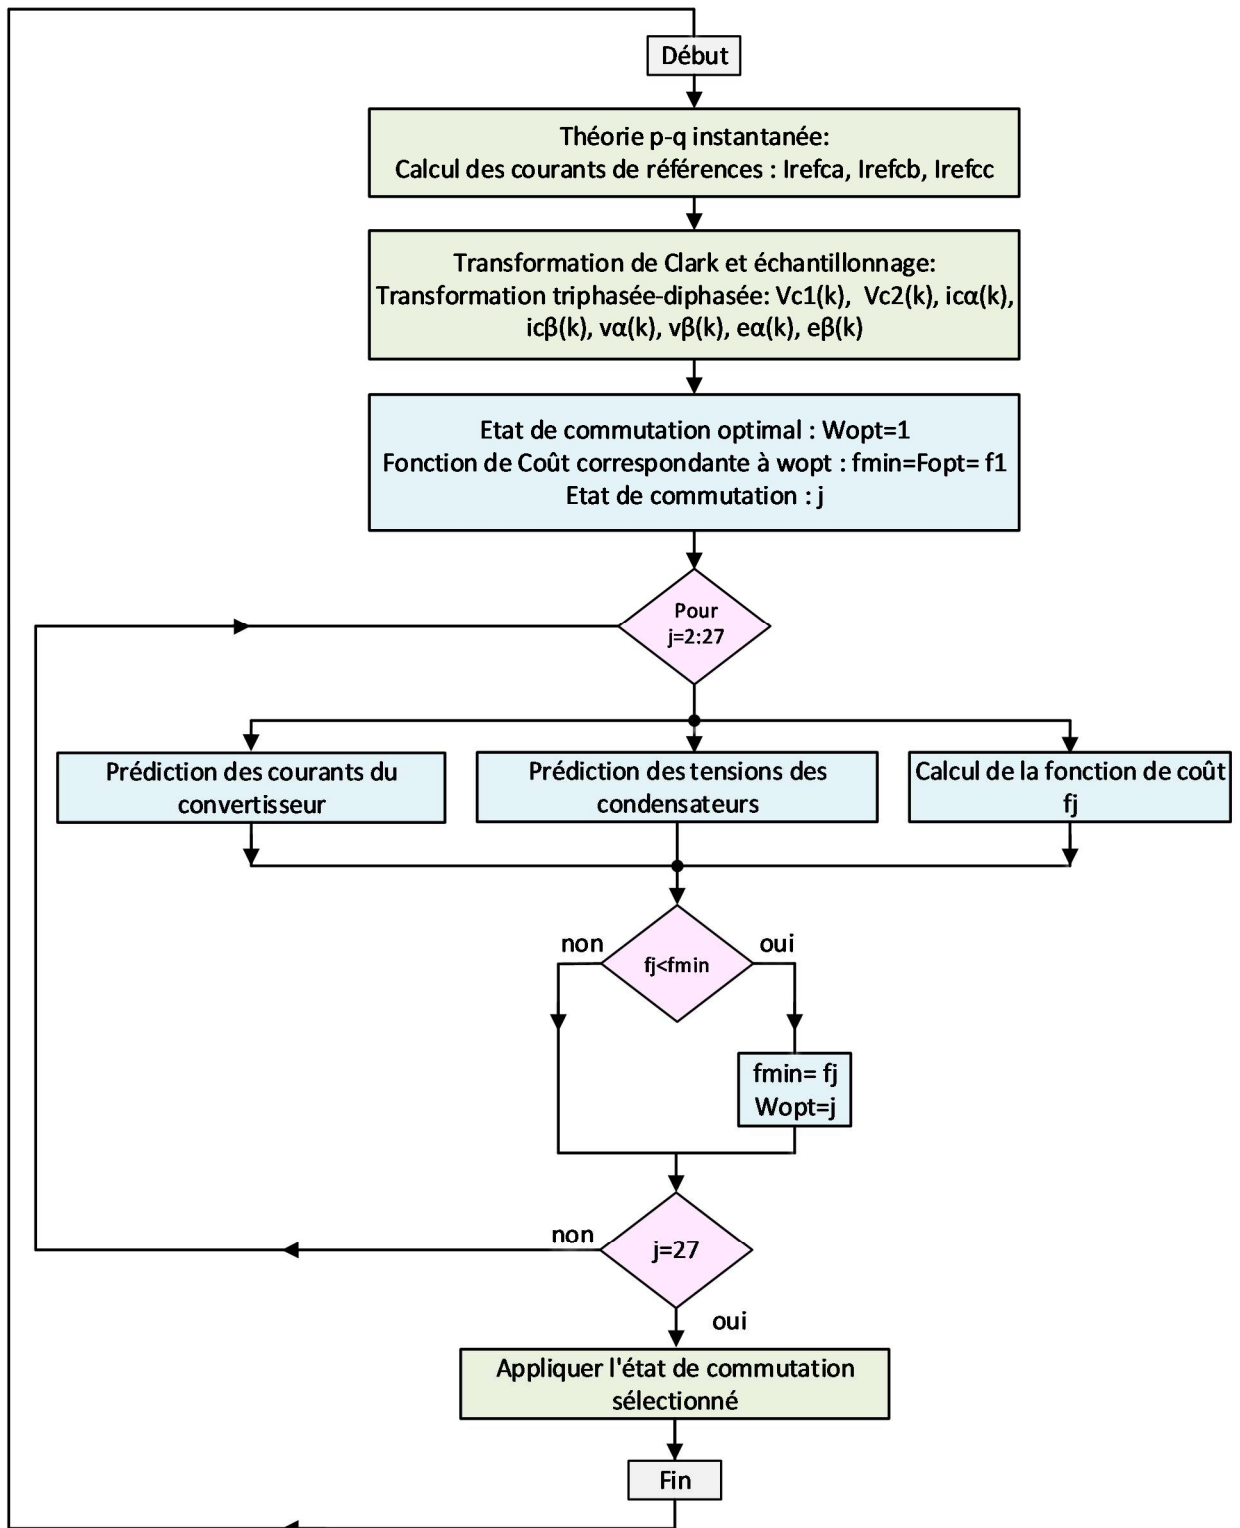 Début
Théorie p-q instantanée:
Calcul des courants de références : Irefca, Irefcb, Irefcc
Transformation de Clark et échantillonnage:
Transformation triphasée-diphasée: Vc1(k), Vc2(k), icα(k),
icβ(k), vα(k), vβ(k), eα(k), eβ(k)
Etat de commutation optimal : Wopt=1
Fonction de Coût correspondante à wopt : fmin=Fopt= f1
Etat de commutation : j
Pour
j=2:27
Prédiction des courants du
convertisseur
Prédiction des tensions des
condensateurs
Calcul de la fonction de coût
fj
non
oui
fj<fmin
fmin= fj
Wopt=j
non
j=27
oui
Appliquer l'état de commutation
sélectionné
Fin